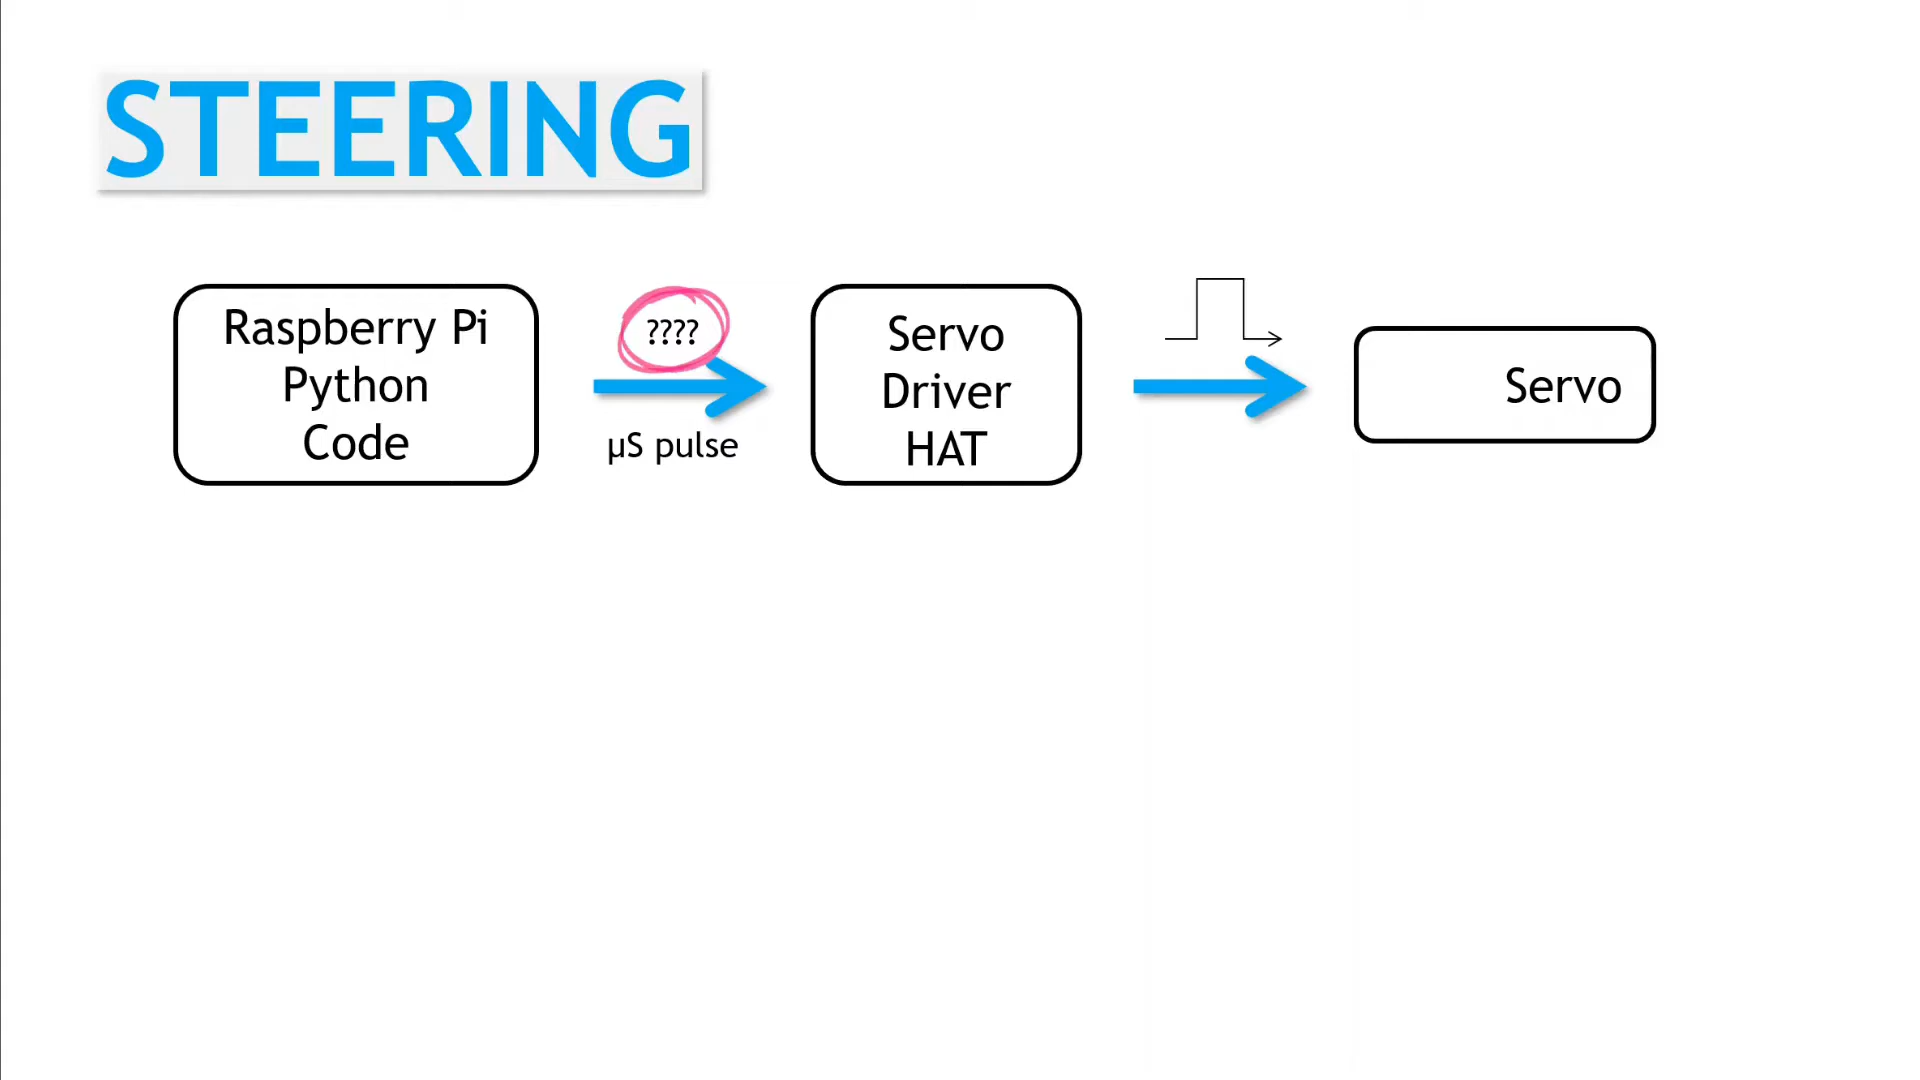 STEERING
Raspberry Pi
Python
Code
????
µS pulse
Servo
Driver
HAT
Servo